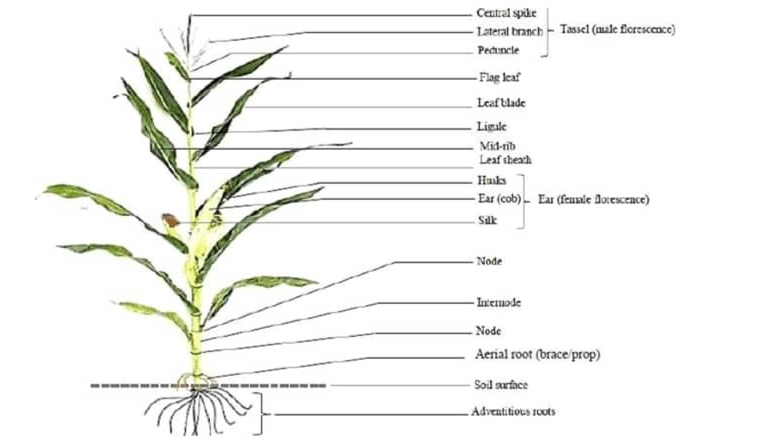 Central spike
Lateral branch
Tassel (male florescence)
Peduncle
Flag leaf
Leaf blade
Ligule
Mid-rib
Leaf sheath
Husks
Ear (cob)
Ear (female florescence)
Silk
Node
Internode
Node
Aerial root (brace/prop)
Soil surface
Adventitious roots